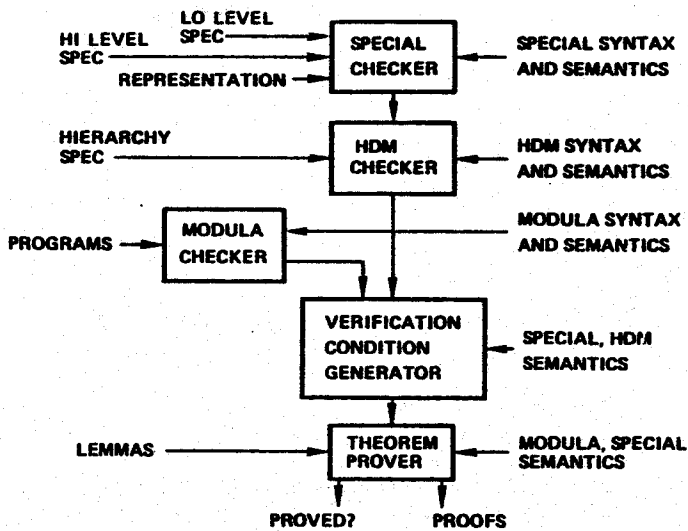 LO LEVEL
SPEC
HI LEVEL
SPEC
REPRESENTATION
SPECIAL
CHECKER
SPECIAL SYNTAX
AND SEMANTICS
HIERARCHY
SPEC
HDM
CHECKER
HDM SYNTAX
AND SEMANTICS
PROGRAMS
MODULA
CHECKER
MODULA SYNTAX
AND SEMANTICS
VERIFICATION
CONDITION
GENERATOR
SPECIAL, HDM
SEMANTICS
LEMMAS
THEOREM
PROVER
MODULA, SPECIAL
SEMANTICS
PROVED?
PROOFS